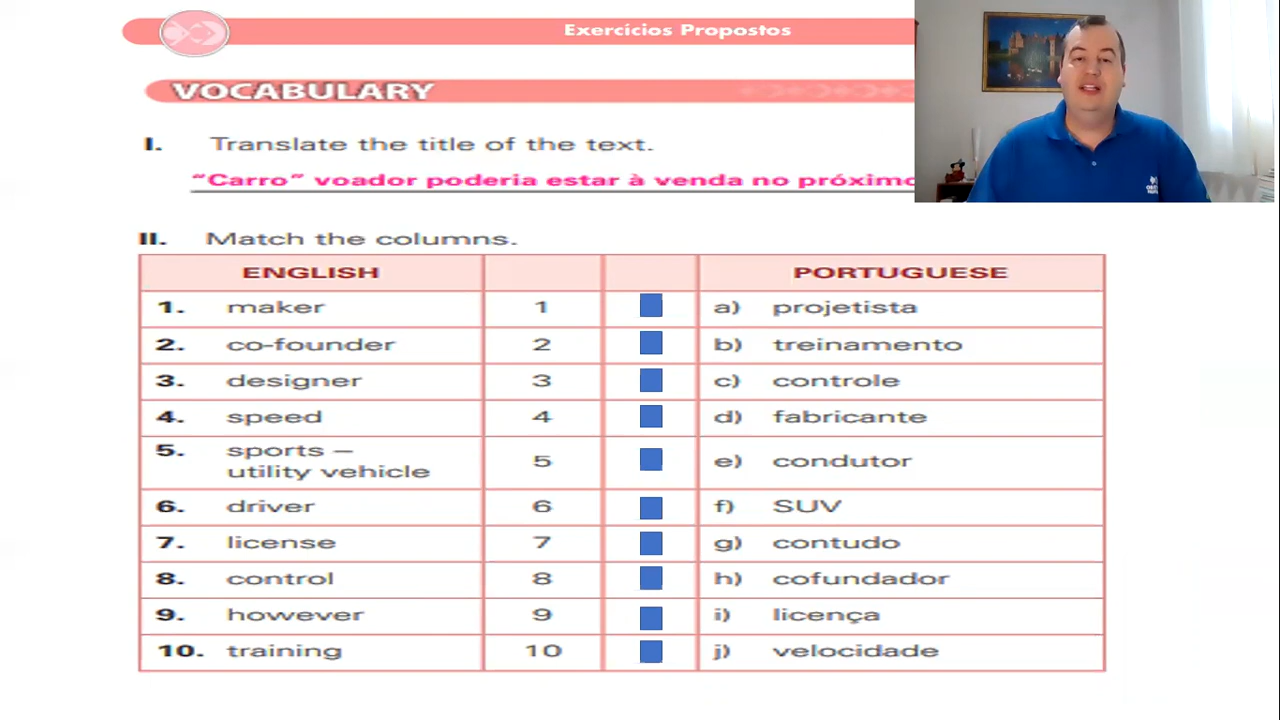 Exercícios Propostos
VOCABULARY
I. Translate the title of the text.
“Carro” voador poderia estar à venda no próximo
II. Match the columns.
ENGLISH PORTUGUESE
1. maker 1 a) projetista
2. co-founder 2 b) treinamento
3. designer 3 c) controle
4. speed 4 d) fabricante
5. sports –
utility vehicle 5 e) condutor
6. driver 6 f) SUV
7. license 7 g) contudo
8. control 8 h) cofundador
9. however 9 i) licença
10. training 10 j) velocidade